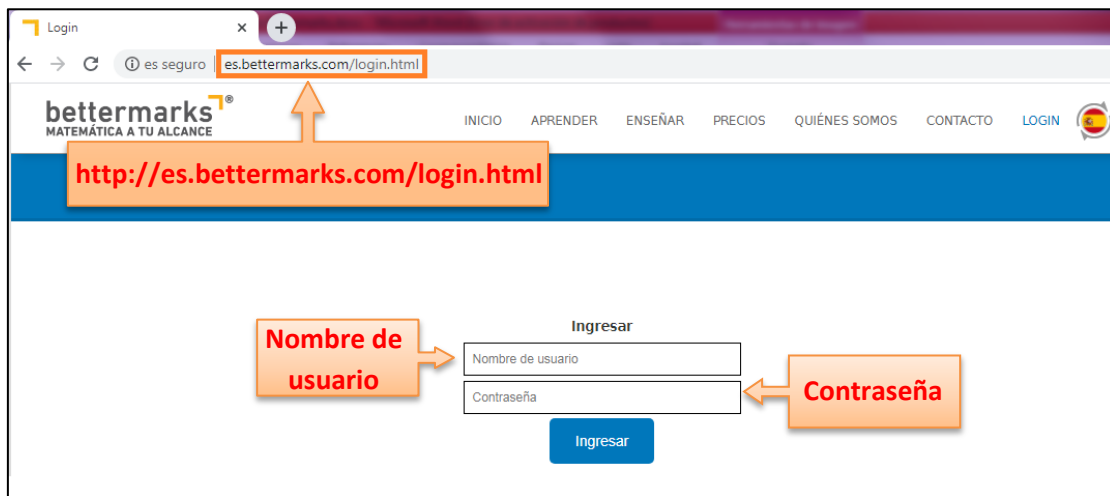 Login
es seguro | es.bettermarks.com/login.html
bettermarks®
MATEMÁTICA A TU ALCANCE
INICIO APRENDER ENSEÑAR PRECIOS QUIÉNES SOMOS CONTACTO LOGIN
http://es.bettermarks.com/login.html
Ingresar
Nombre de
usuario
Nombre de usuario
Contraseña
Contraseña
Ingresar